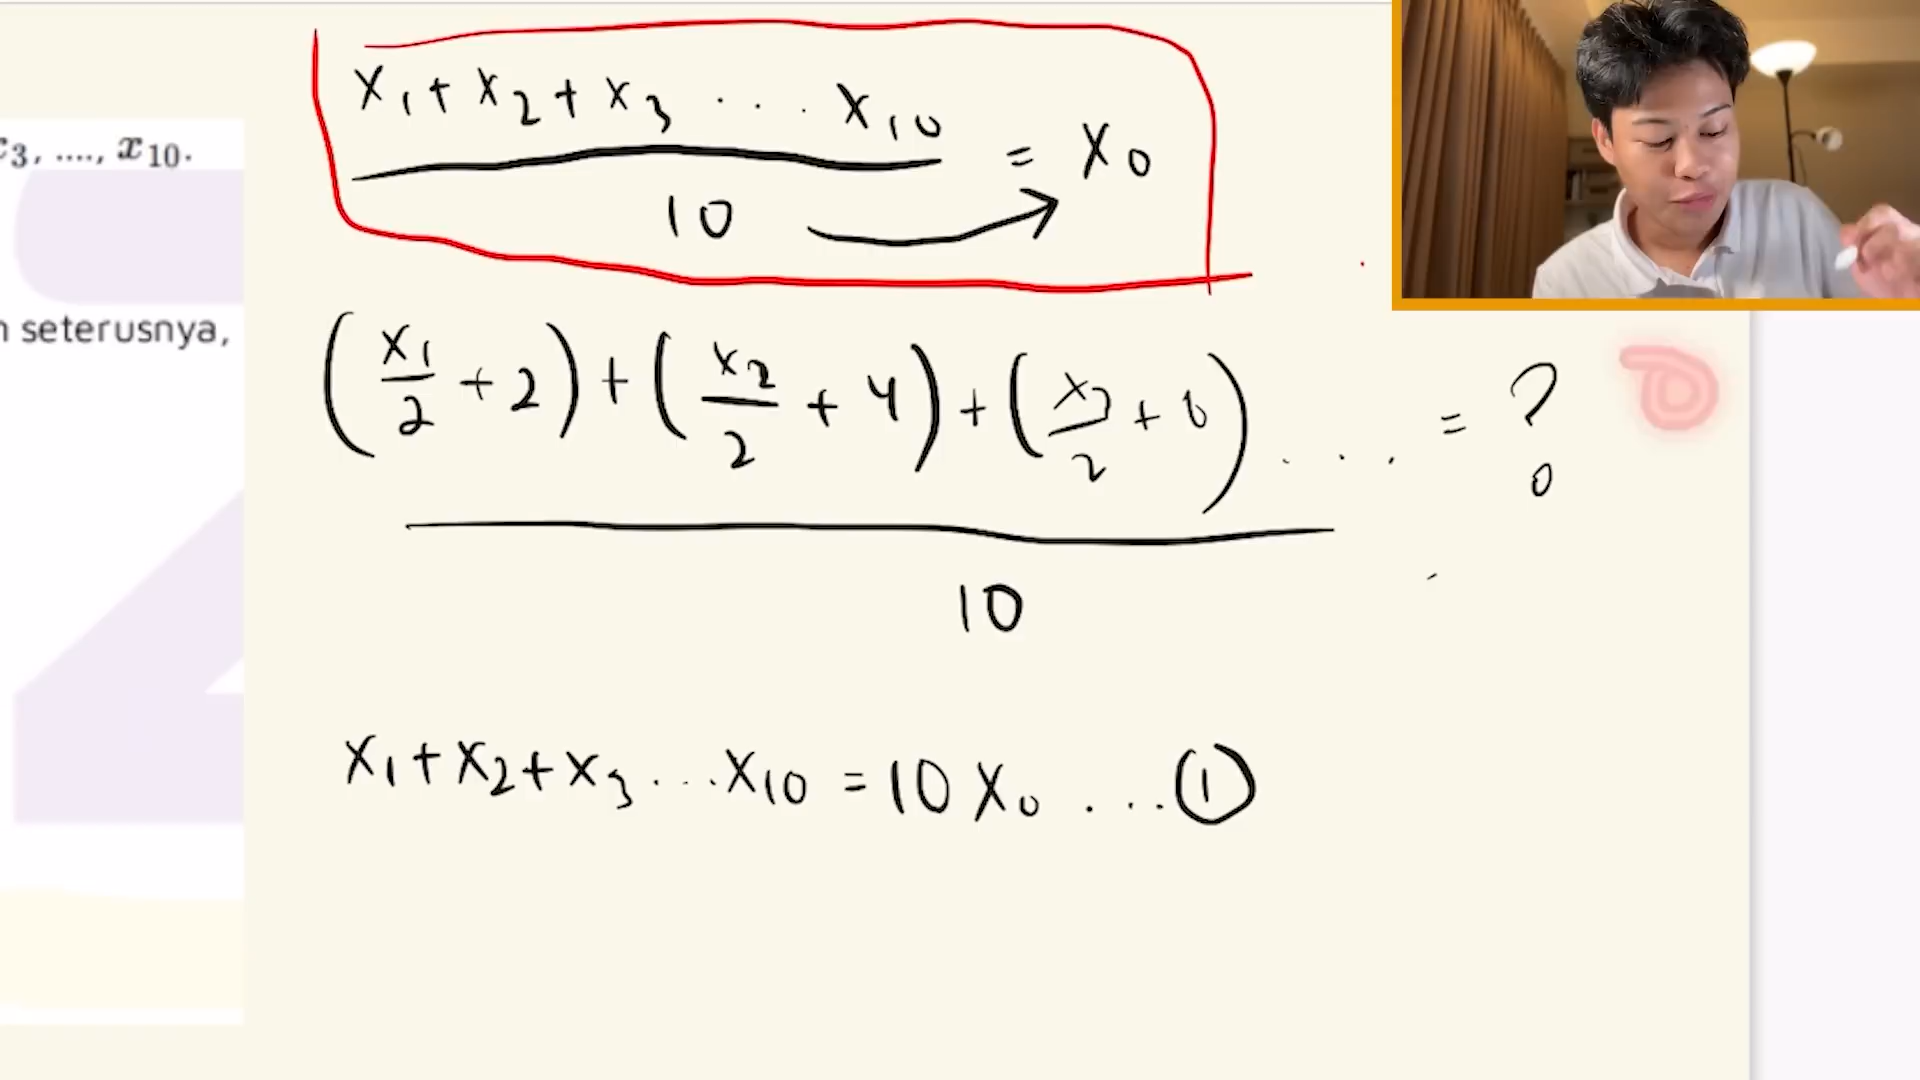 x₁ + x₂ + x₃ ... x₁₀
10
= x₀
3, ...., x₁₀.
seterusnya,
(x₁/2 + 2) + (x₂/2 + 4) + (x₃/2 + 6) ... = ?
10
x₁ + x₂ + x₃ ... x₁₀ = 10 x₀ ... ①